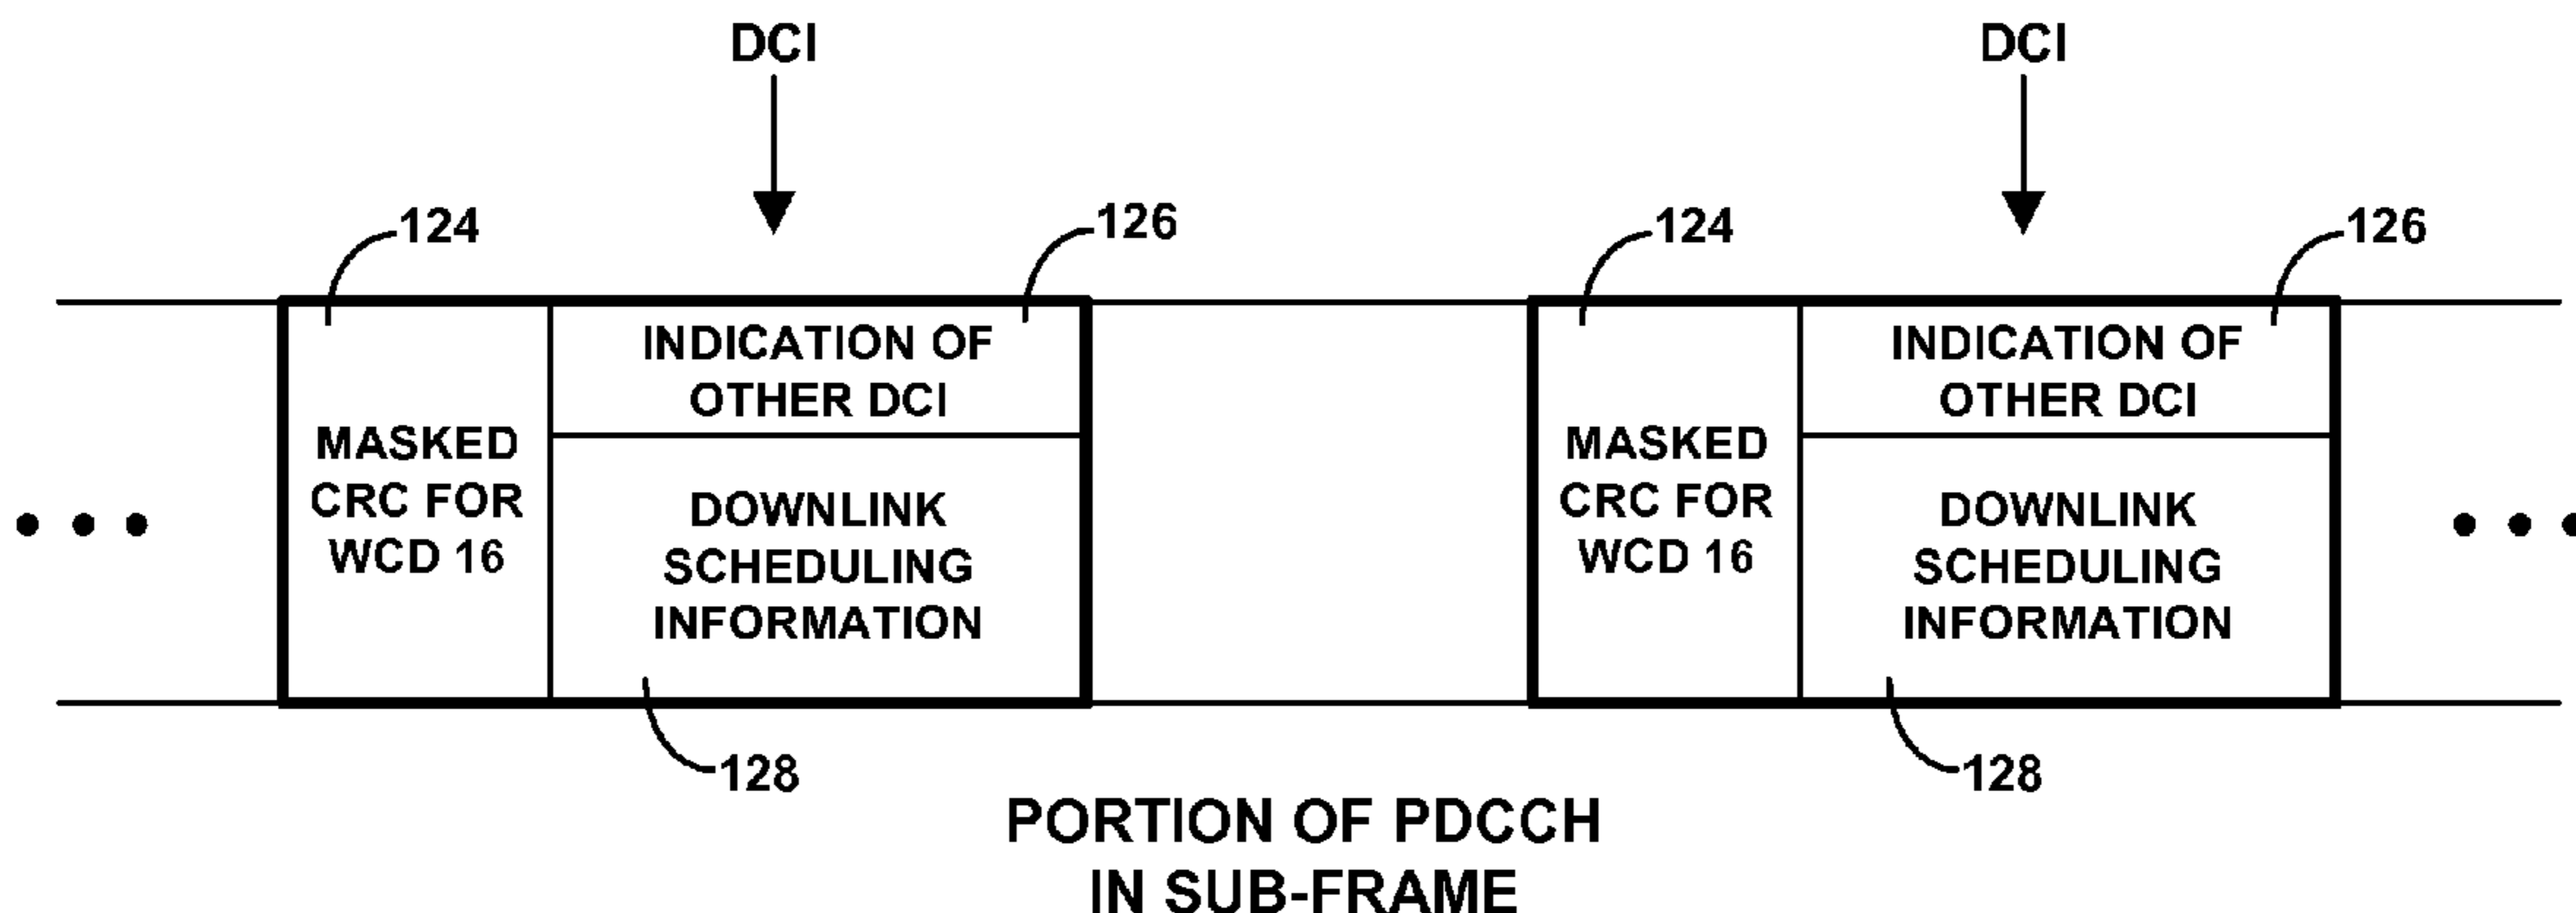 DCI
DCI
124
126
124
126
INDICATION OF
OTHER DCI
MASKED
CRC FOR
WCD 16
DOWNLINK
SCHEDULING
INFORMATION
INDICATION OF
OTHER DCI
MASKED
CRC FOR
WCD 16
DOWNLINK
SCHEDULING
INFORMATION
128
128
PORTION OF PDCCH
IN SUB-FRAME